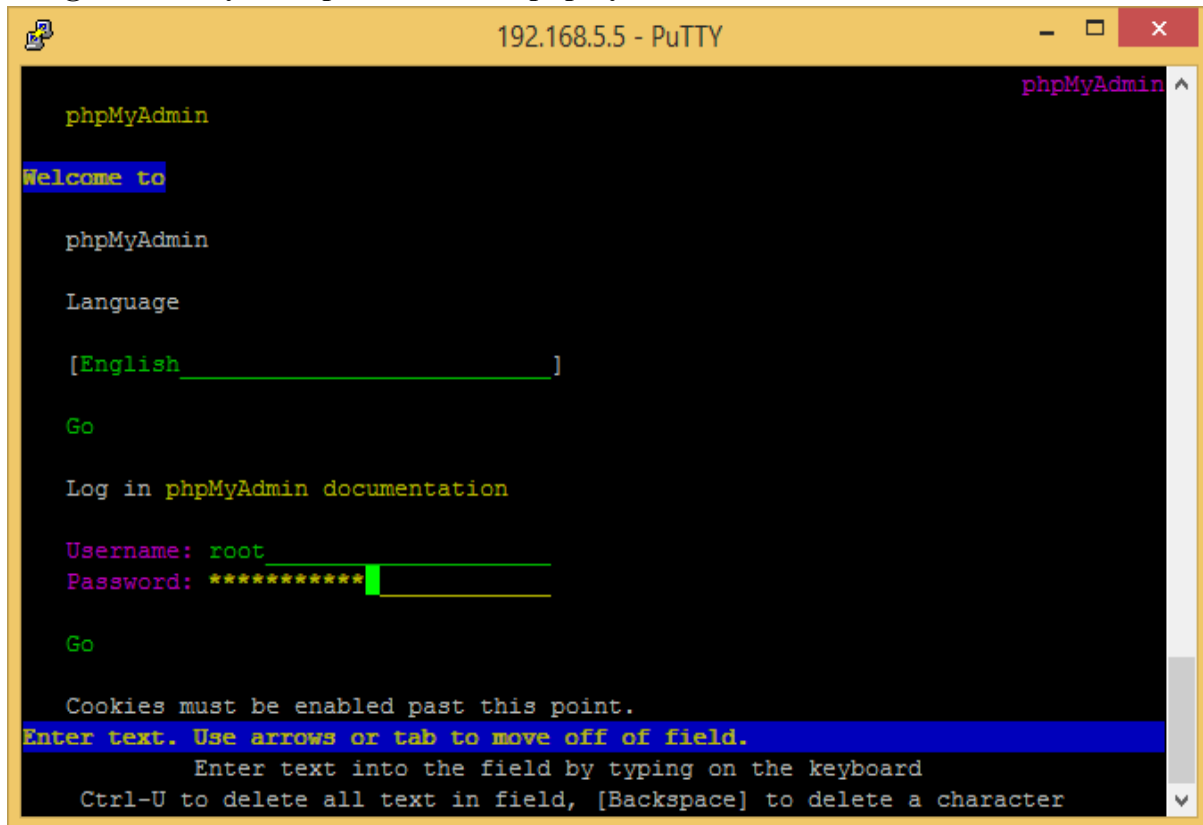 192.168.5.5 - PuTTY
phpMyAdmin
phpMyAdmin
Welcome to
phpMyAdmin
Language
[English__________________________]
Go
Log in phpMyAdmin documentation
Username: root____________________
Password: ***********_____________
Go
Cookies must be enabled past this point.
Enter text. Use arrows or tab to move off of field.
Enter text into the field by typing on the keyboard
Ctrl-U to delete all text in field, [Backspace] to delete a character